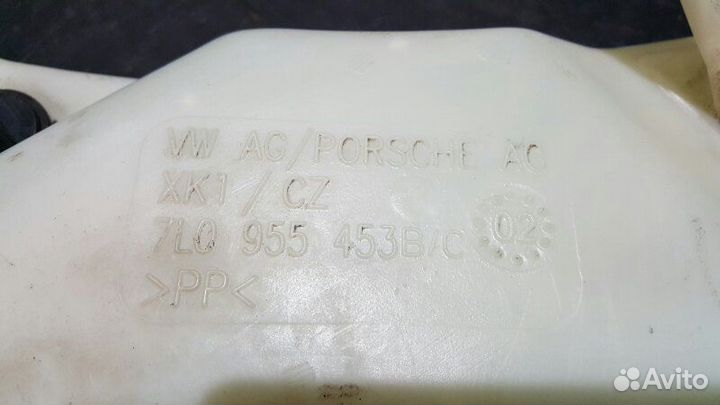 VW AG/PORSCHE AG
XK1/CZ
7L0 955 453B/C 02
>PP<
Avito